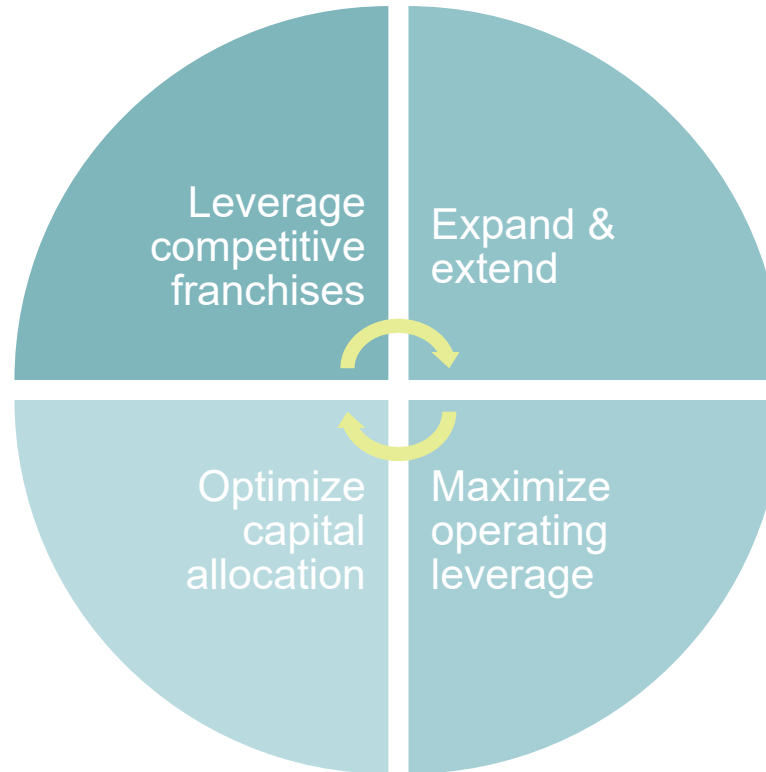 Leverage
competitive
franchises
Expand &
extend
Optimize
capital
allocation
Maximize
operating
leverage